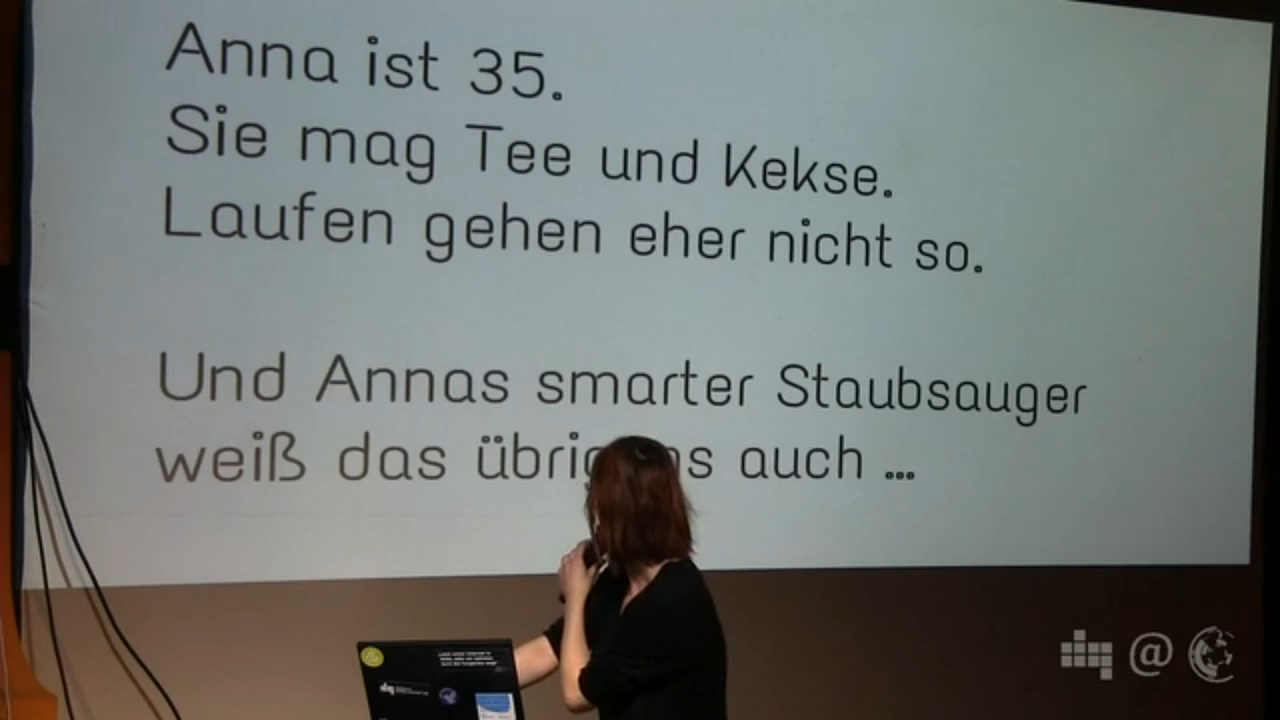 Anna ist 35.
Sie mag Tee und Kekse.
Laufen gehen eher nicht so.
Und Annas smarter Staubsauger
weiß das übrigens auch ...
@